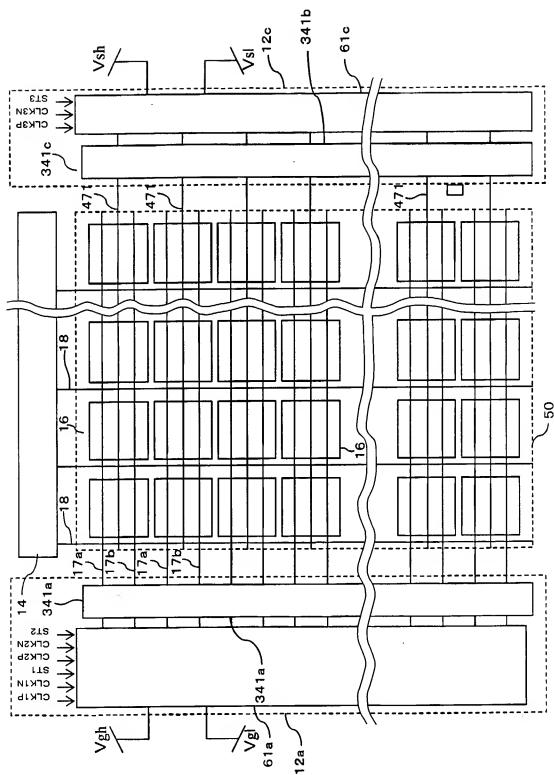 14
341a
ST2
CLK2N
CLK2P
ST1
CLK1N
CLK1P
Vgh
Vgl
61a
12a
341a
17a
17b
17a
17b
18
18
16
16
50
471
471
471
341c
ST3
CLK3N
CLK3P
Vsh
Vsl
12c
341b
61c